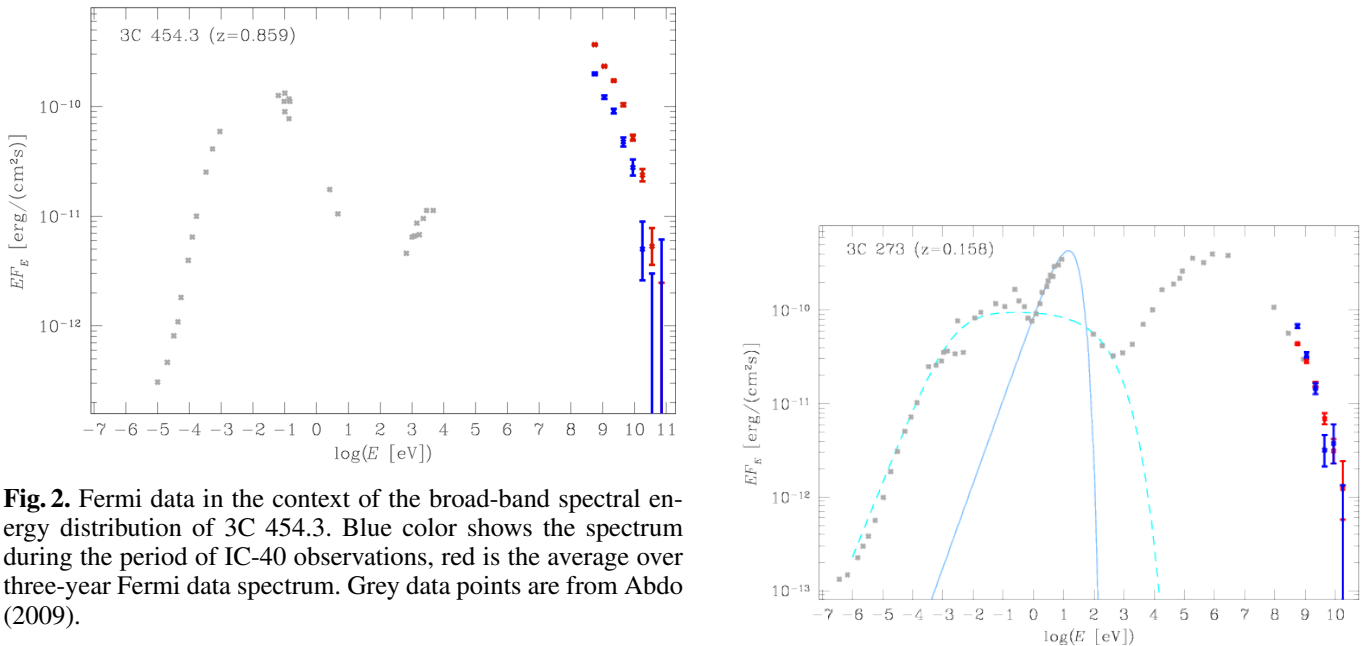 3C 454.3 (z=0.859)
10⁻¹⁰
10⁻¹¹
10⁻¹²
EF_E [erg/(cm²s)]
−7 −6 −5 −4 −3 −2 −1 0 1 2 3 4 5 6 7 8 9 10 11
log(E [eV])
Fig. 2. Fermi data in the context of the broad-band spectral en-
ergy distribution of 3C 454.3. Blue color shows the spectrum
during the period of IC-40 observations, red is the average over
three-year Fermi data spectrum. Grey data points are from Abdo
(2009).
3C 273 (z=0.158)
10⁻¹⁰
10⁻¹¹
10⁻¹²
10⁻¹³
EF_E [erg/(cm²s)]
−7 −6 −5 −4 −3 −2 −1 0 1 2 3 4 5 6 7 8 9 10
log(E [eV])